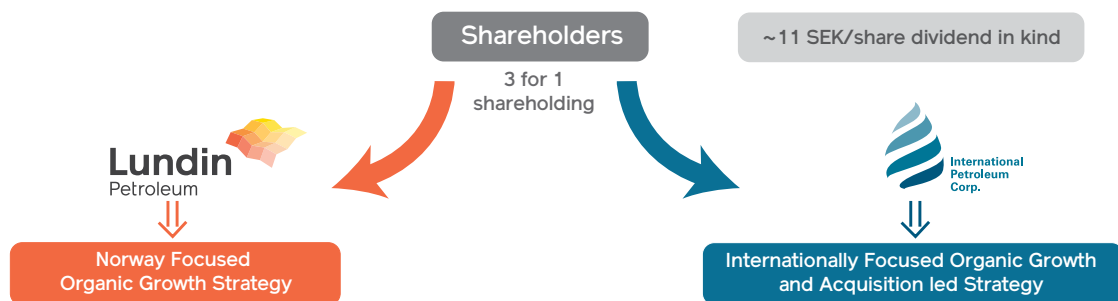 Shareholders
~11 SEK/share dividend in kind
3 for 1
shareholding
Lundin
Petroleum
International
Petroleum
Corp.
Norway Focused
Organic Growth Strategy
Internationally Focused Organic Growth
and Acquisition led Strategy